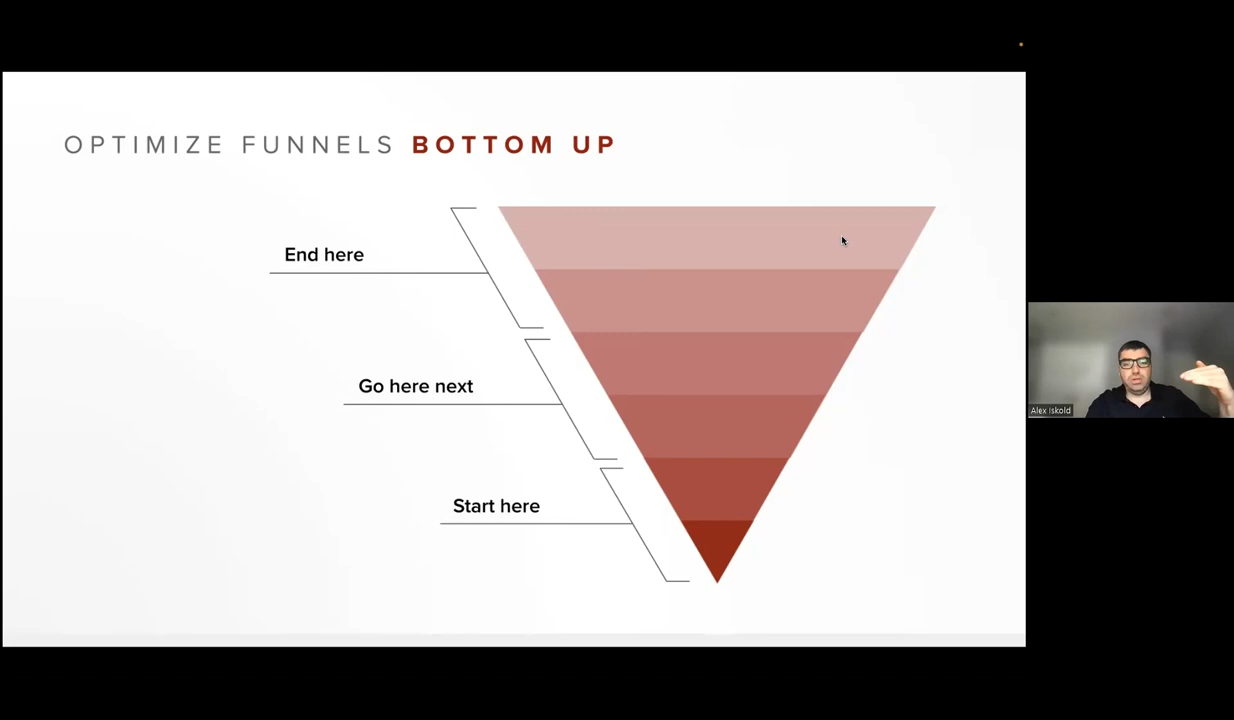 OPTIMIZE FUNNELS BOTTOM UP
End here
Go here next
Start here
Alex Iskold